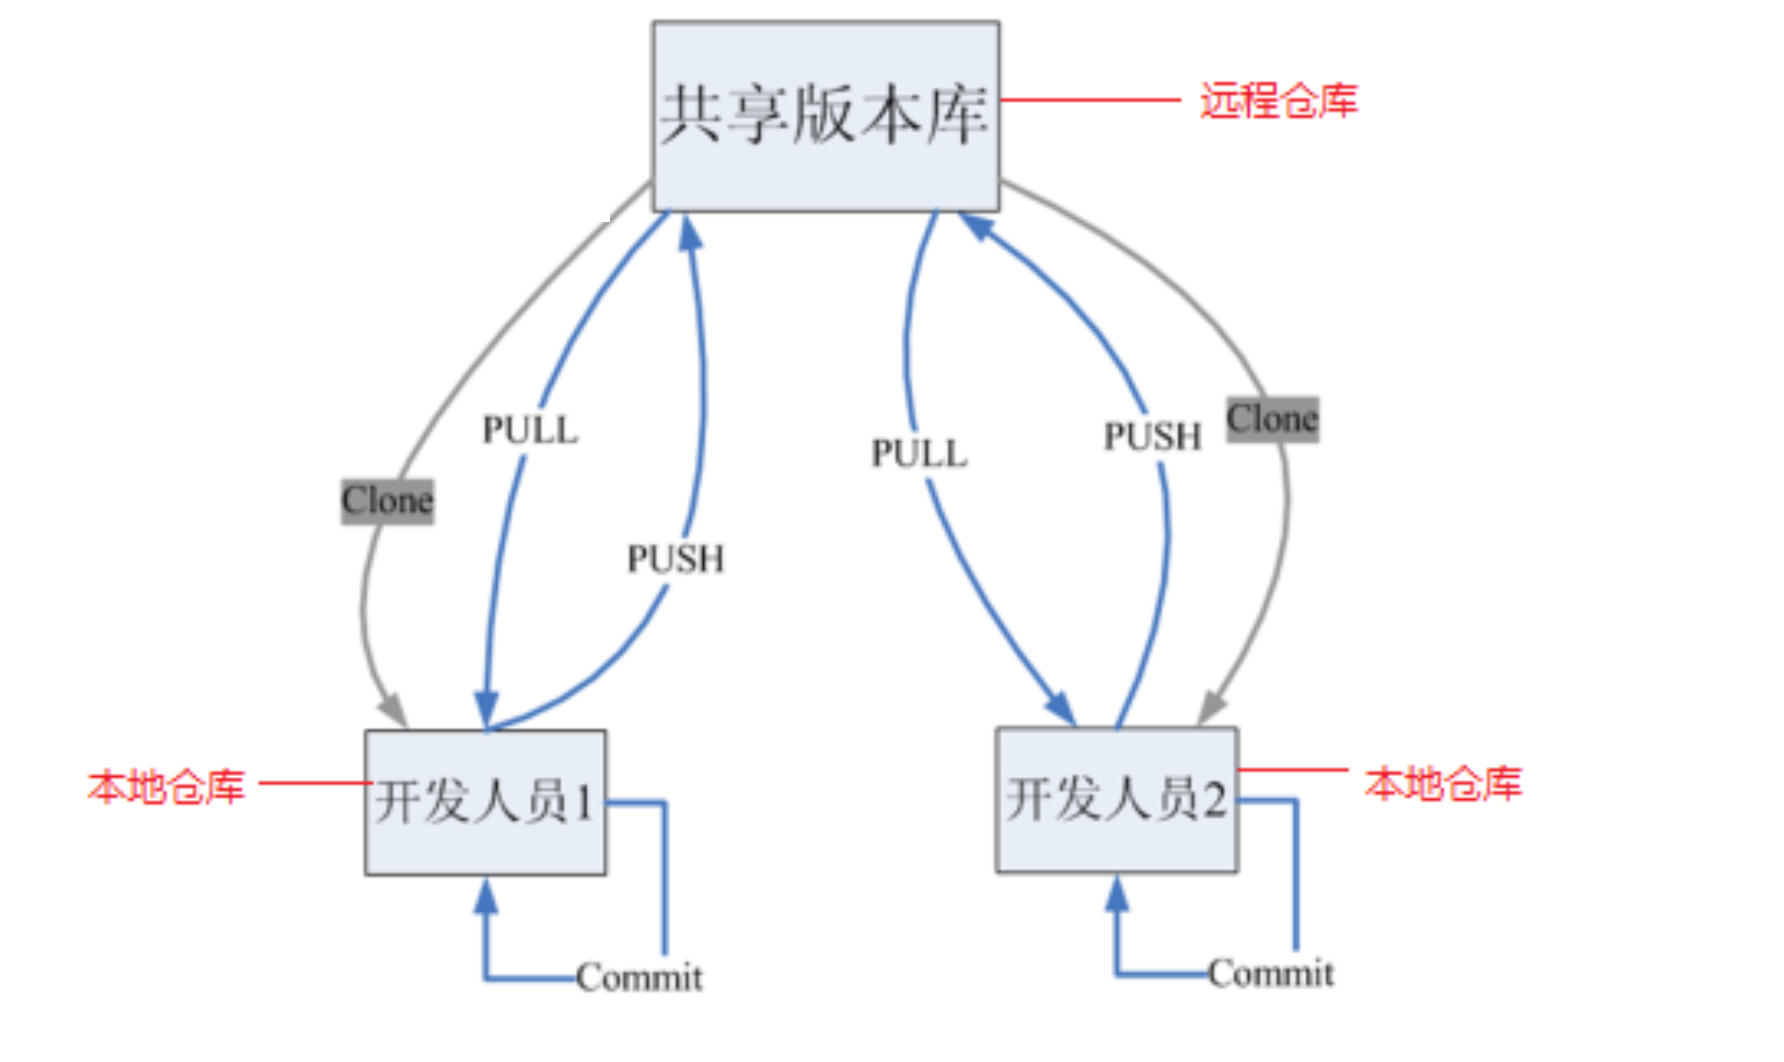 共享版本库
远程仓库
Clone
PULL
PUSH
PULL
PUSH
Clone
本地仓库
开发人员1
开发人员2
本地仓库
Commit
Commit